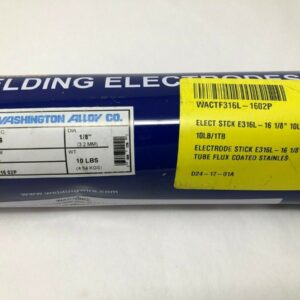 ELDING ELECTRODES
WASHINGTON ALLOY CO.
DIA.
1/8"
(3.2 MM)
WT
10 LBS
(4.54 KGS)
WACTF316L-1602P
ELECT STCK E316L-16 1/8" 10L
10LB/1TB
ELECTRODE STICK E316L-16 1/8"
TUBE FLUX COATED STAINLES
D24-17-01A